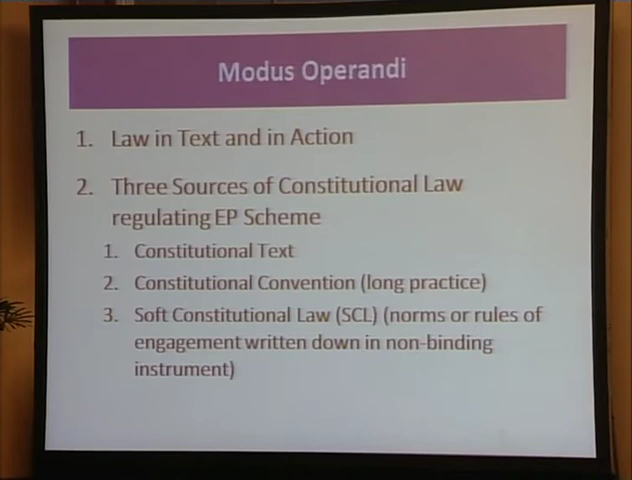 Modus Operandi
1. Law in Text and in Action
2. Three Sources of Constitutional Law
regulating EP Scheme
1. Constitutional Text
2. Constitutional Convention (long practice)
3. Soft Constitutional Law (SCL) (norms or rules of
engagement written down in non-binding
instrument)